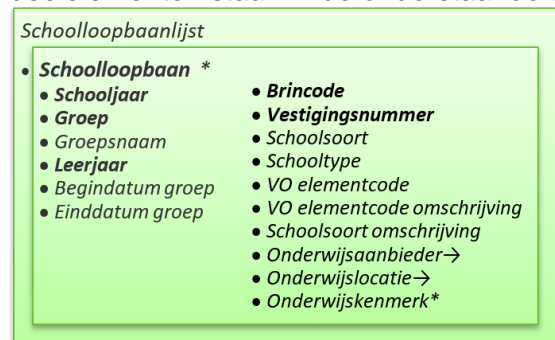 Schoolloopbaanlijst
• Schoolloopbaan *
• Schooljaar
• Groep
• Groepsnaam
• Leerjaar
• Begindatum groep
• Einddatum groep
• Brincode
• Vestigingsnummer
• Schoolsoort
• Schooltype
• VO elementcode
• VO elementcode omschrijving
• Schoolsoort omschrijving
• Onderwijsaanbieder→
• Onderwijslocatie→
• Onderwijskenmerk*